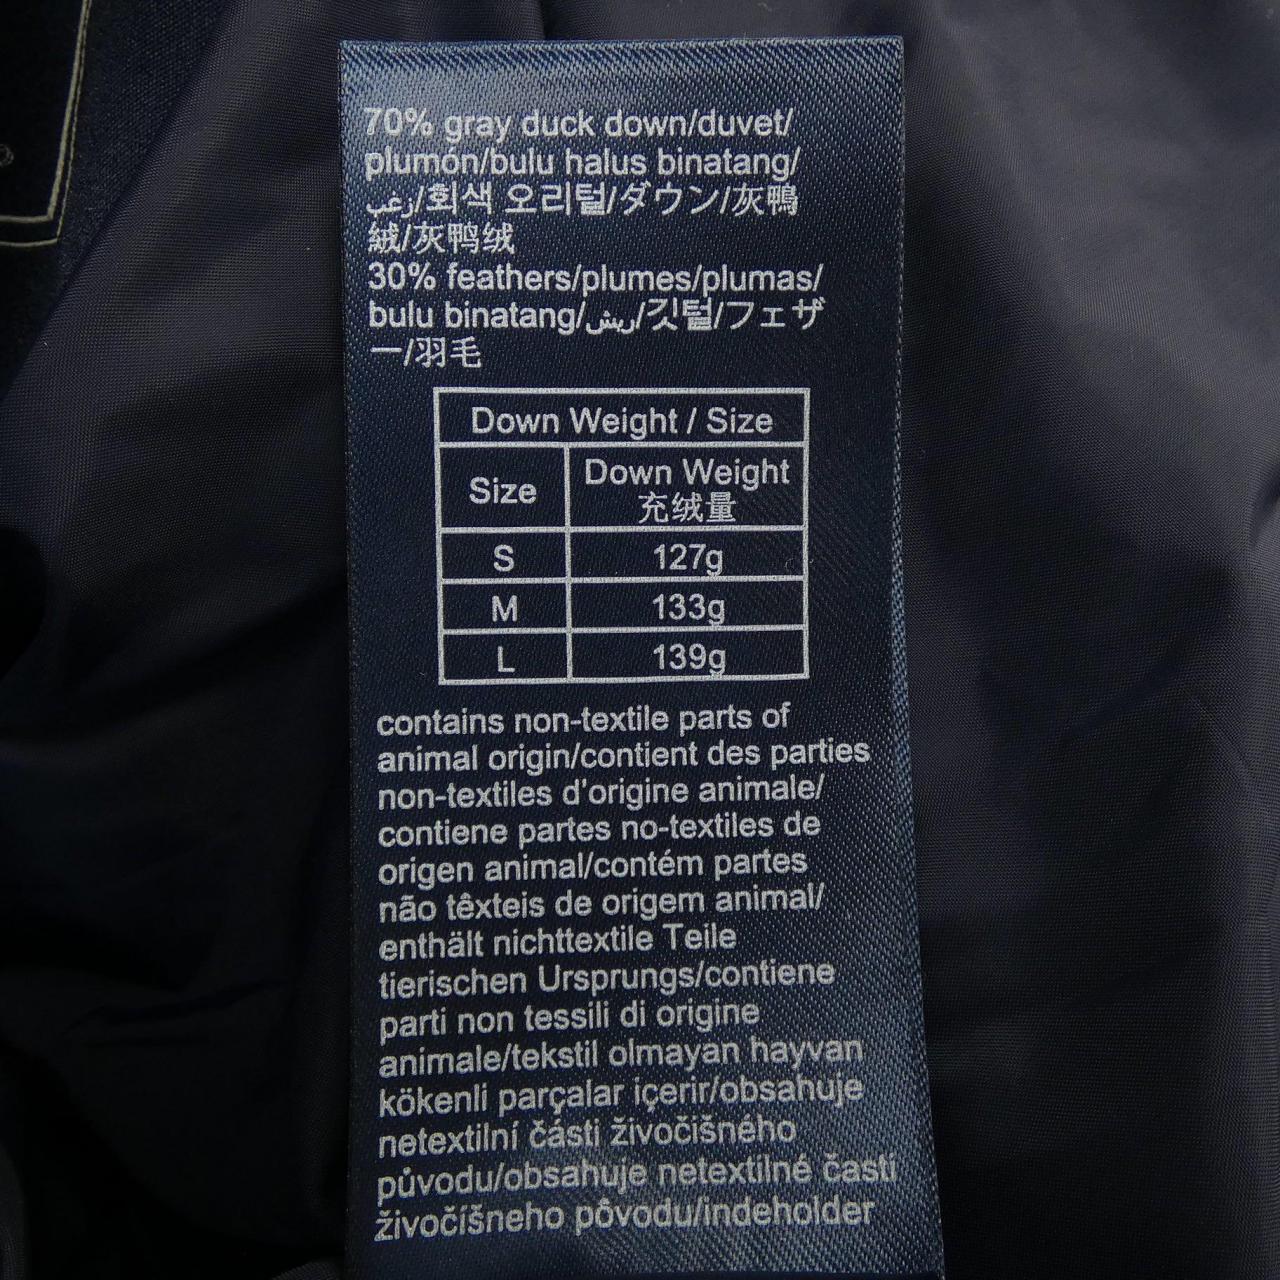 70% gray duck down/duvet/
plumón/bulu halus binatang/
زغب/회색 오리털/ダウン/灰鴨
絨/灰鸭绒
30% feathers/plumes/plumas/
bulu binatang/ريش/깃털/フェザ
ー/羽毛
Down Weight / Size
Size
Down Weight
充绒量
S 127g
M 133g
L 139g
contains non-textile parts of
animal origin/contient des parties
non-textiles d'origine animale/
contiene partes no-textiles de
origen animal/contém partes
não têxteis de origem animal/
enthält nichttextile Teile
tierischen Ursprungs/contiene
parti non tessili di origine
animale/tekstil olmayan hayvan
kökenli parçalar içerir/obsahuje
netextilní části živočišného
původu/obsahuje netextilné časti
živočíšneho pôvodu/indeholder